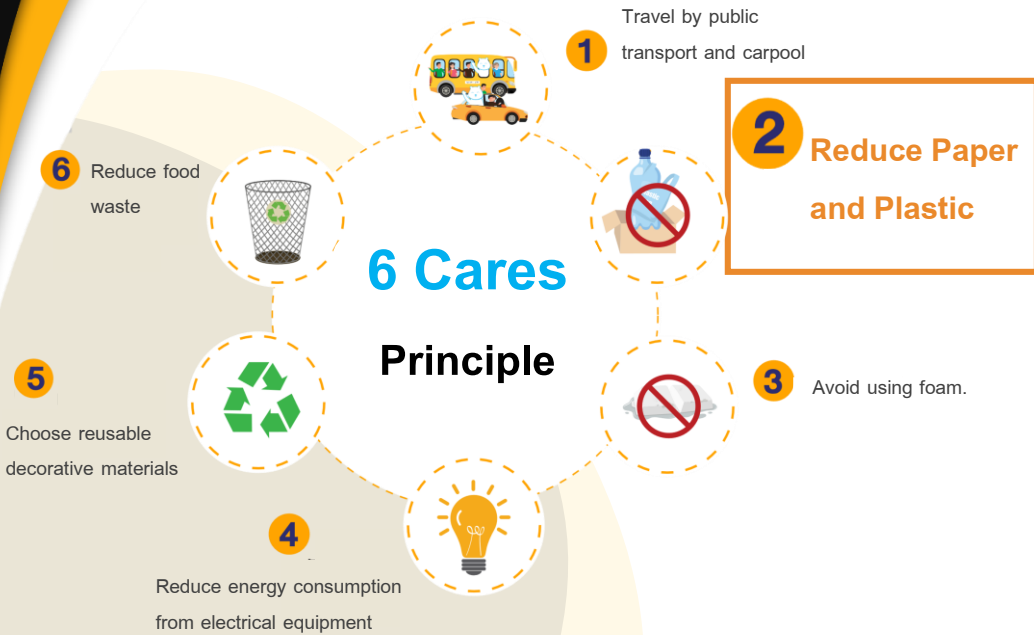 1
Travel by public
transport and carpool
2
Reduce Paper
and Plastic
3
Avoid using foam.
4
Reduce energy consumption
from electrical equipment
5
Choose reusable
decorative materials
6
Reduce food
waste
6 Cares
Principle